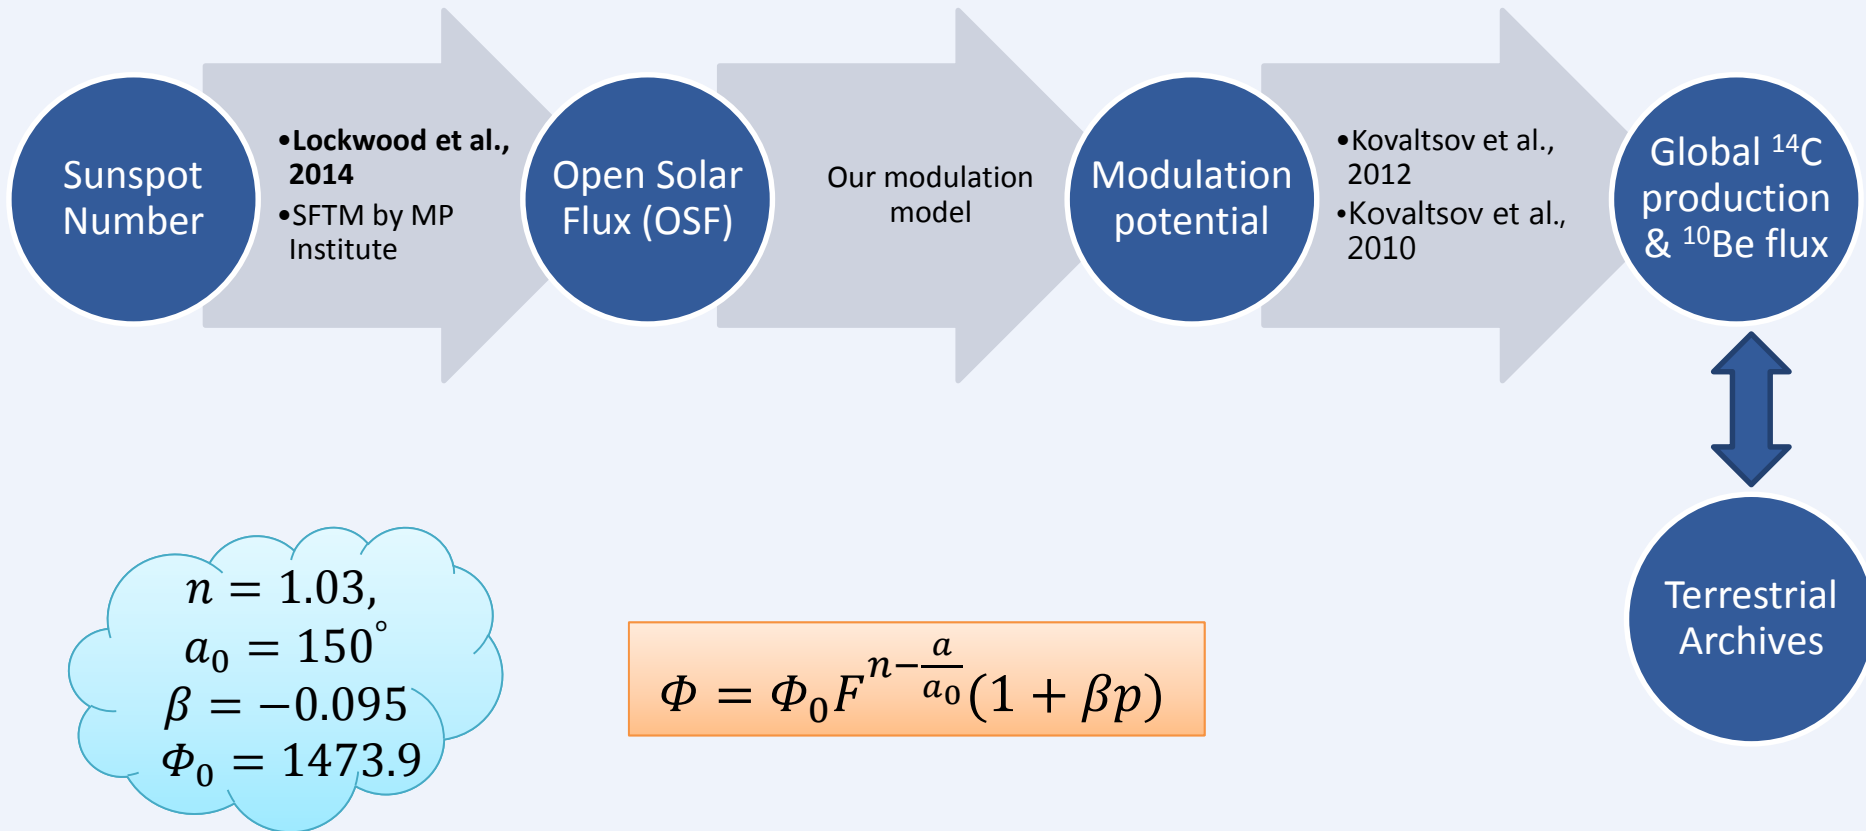 Sunspot
Number
•Lockwood et al.,
2014
•SFTM by MP
Institute
Open Solar
Flux (OSF)
Our modulation
model
Modulation
potential
•Kovaltsov et al.,
2012
•Kovaltsov et al.,
2010
Global ¹⁴C
production
& ¹⁰Be flux
Terrestrial
Archives
n = 1.03,
a₀ = 150°
β = −0.095
Φ₀ = 1473.9
Φ = Φ₀F^{n−a/a₀}(1 + βp)